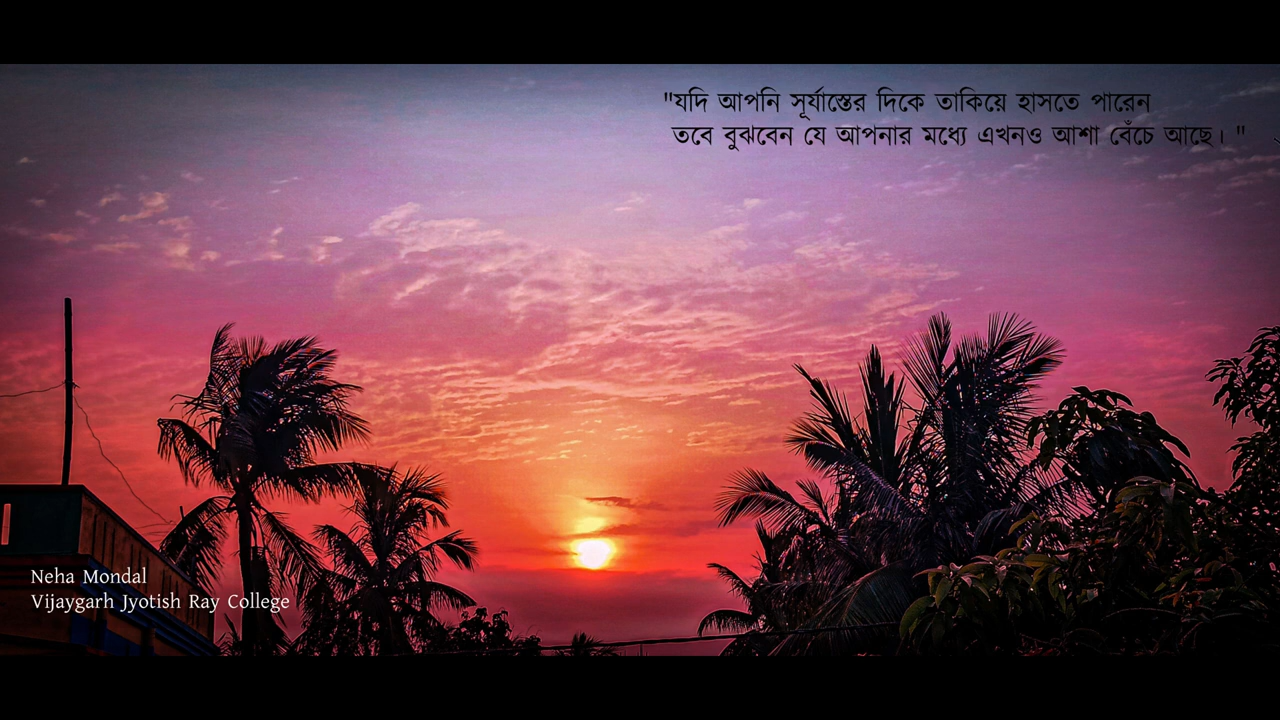 "যদি আপনি সূর্যাস্তের দিকে তাকিয়ে হাসতে পারেন
তবে বুঝবেন যে আপনার মধ্যে এখনও আশা বেঁচে আছে। "
Neha Mondal
Vijaygarh Jyotish Ray College